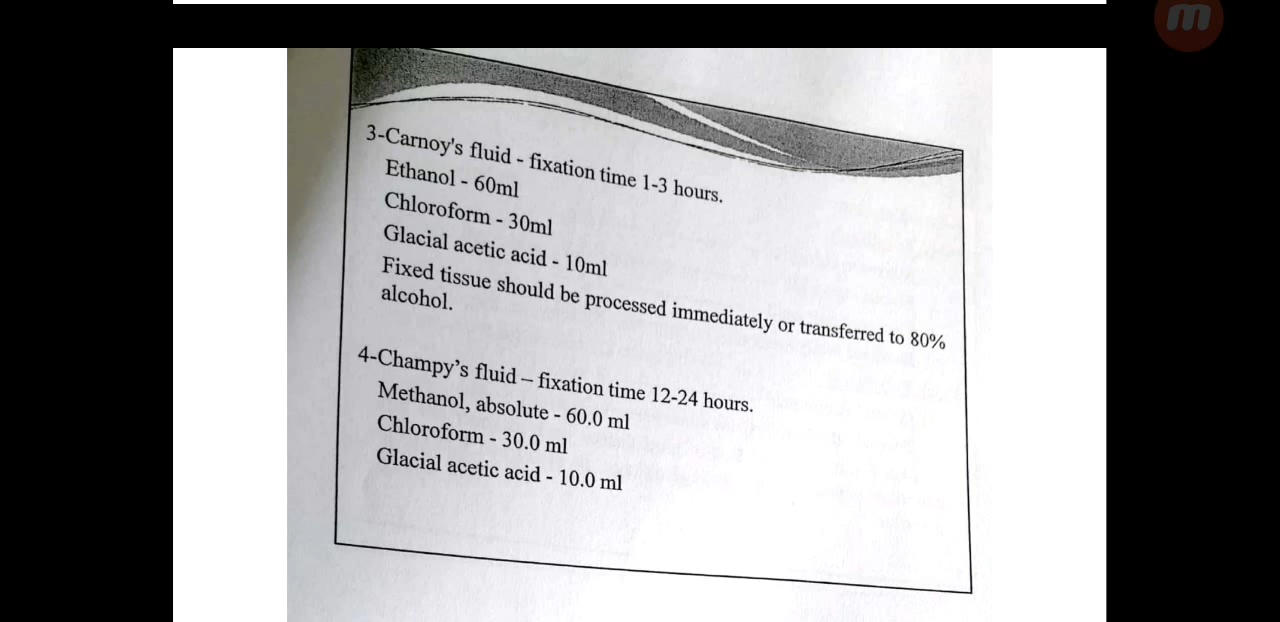 3-Carnoy's fluid - fixation time 1-3 hours.
Ethanol - 60ml
Chloroform - 30ml
Glacial acetic acid - 10ml
Fixed tissue should be processed immediately or transferred to 80%
alcohol.
4-Champy’s fluid – fixation time 12-24 hours.
Methanol, absolute - 60.0 ml
Chloroform - 30.0 ml
Glacial acetic acid - 10.0 ml